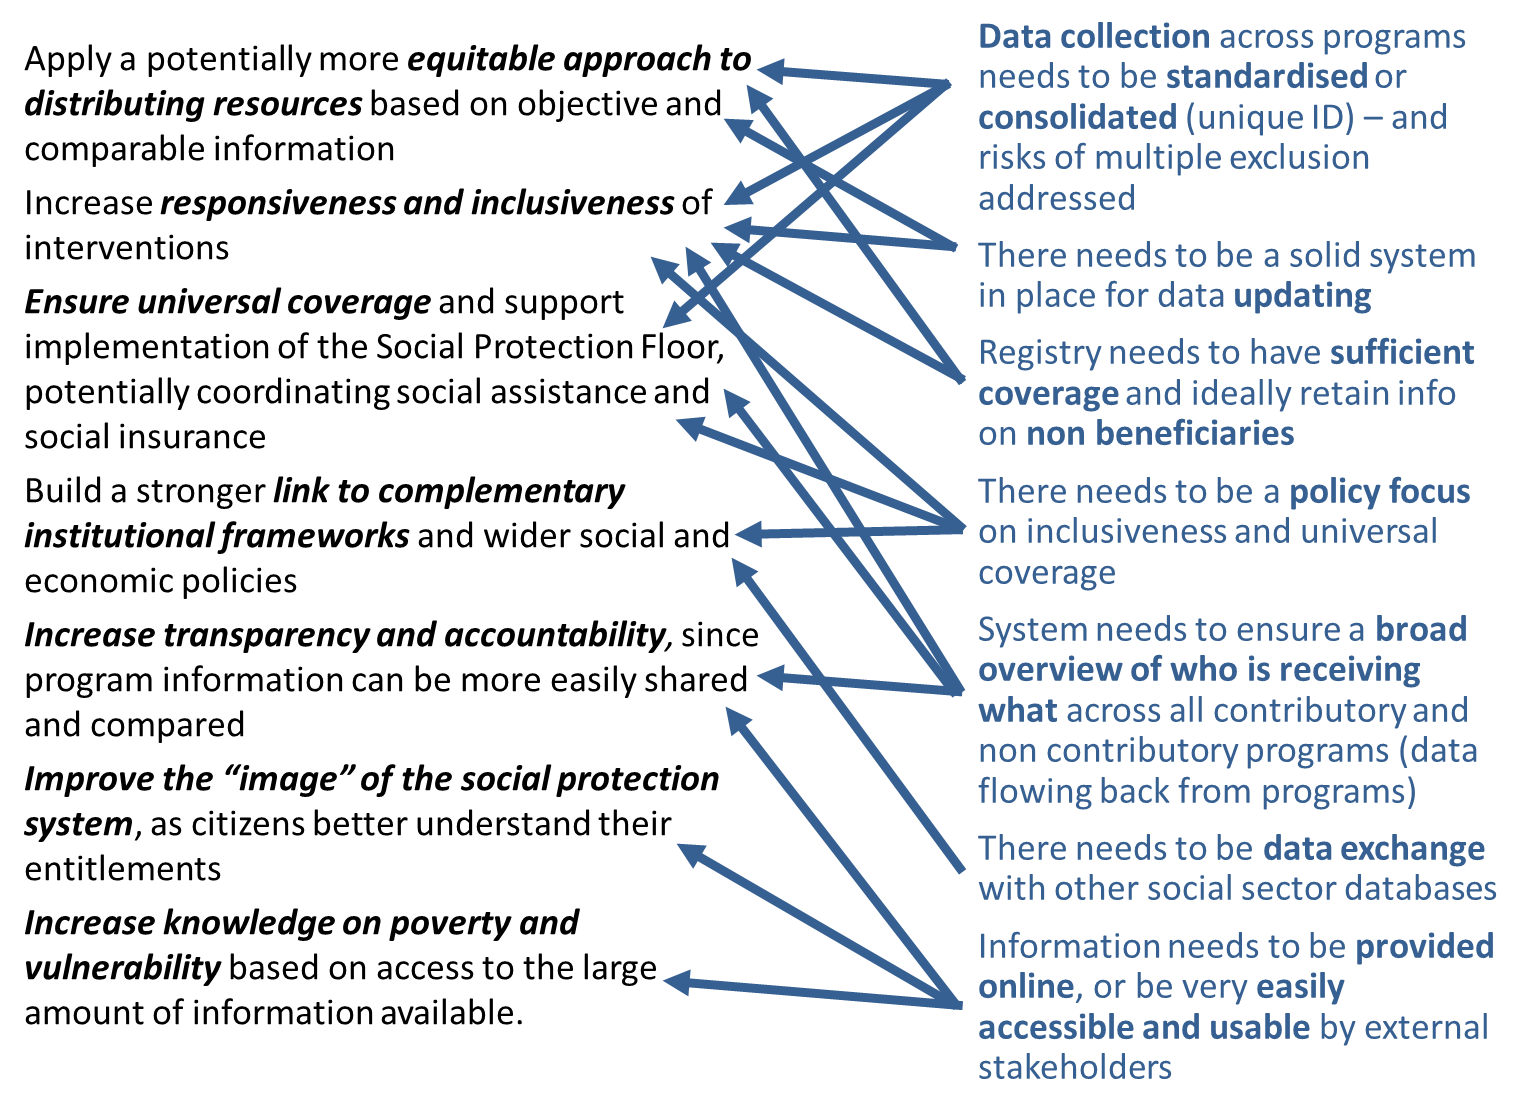 Apply a potentially more equitable approach to
distributing resources based on objective and
comparable information
Increase responsiveness and inclusiveness of
interventions
Ensure universal coverage and support
implementation of the Social Protection Floor,
potentially coordinating social assistance and
social insurance
Build a stronger link to complementary
institutional frameworks and wider social and
economic policies
Increase transparency and accountability, since
program information can be more easily shared
and compared
Improve the “image” of the social protection
system, as citizens better understand their
entitlements
Increase knowledge on poverty and
vulnerability based on access to the large
amount of information available.
Data collection across programs
needs to be standardised or
consolidated (unique ID) – and
risks of multiple exclusion
addressed
There needs to be a solid system
in place for data updating
Registry needs to have sufficient
coverage and ideally retain info
on non beneficiaries
There needs to be a policy focus
on inclusiveness and universal
coverage
System needs to ensure a broad
overview of who is receiving
what across all contributory and
non contributory programs (data
flowing back from programs)
There needs to be data exchange
with other social sector databases
Information needs to be provided
online, or be very easily
accessible and usable by external
stakeholders